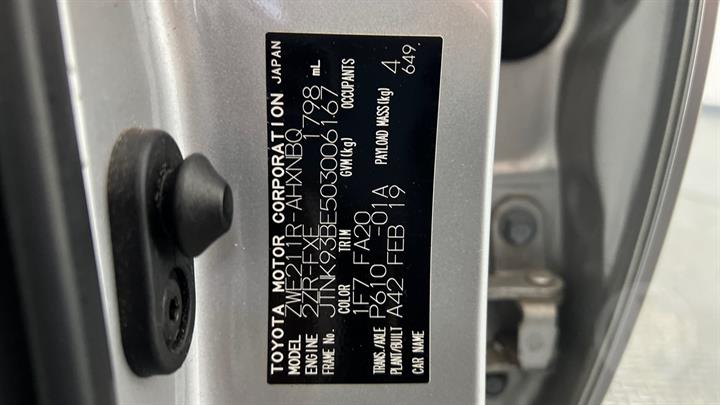 TOYOTA MOTOR CORPORATION JAPAN
MODEL ZWE211R-AHXNBQ
ENGINE 2ZR-FXE 1798 mL
FRAME No. JTNK93BE503006167
COLOR TRIM GVM(kg) OCCUPANTS
1F7 FA20 4
TRANS./AXLE P610 -01A PAYLOAD MASS(kg) 649
PLANT/BUILT A42 FEB 19
CAR NAME